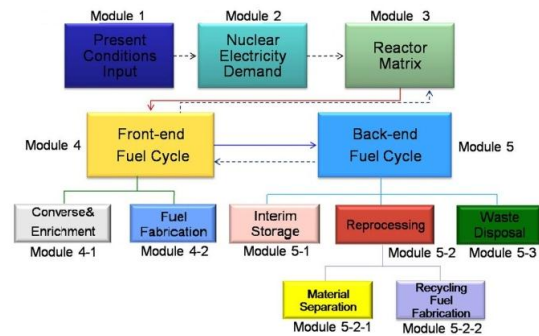 Module 1
Module 2
Module 3
Present
Conditions
Input
Nuclear
Electricity
Demand
Reactor
Matrix
Module 4
Front-end
Fuel Cycle
Back-end
Fuel Cycle
Module 5
Converse&
Enrichment
Fuel
Fabrication
Interim
Storage
Reprocessing
Waste
Disposal
Module 4-1
Module 4-2
Module 5-1
Module 5-2
Module 5-3
Material
Separation
Recycling
Fuel
Fabrication
Module 5-2-1
Module 5-2-2